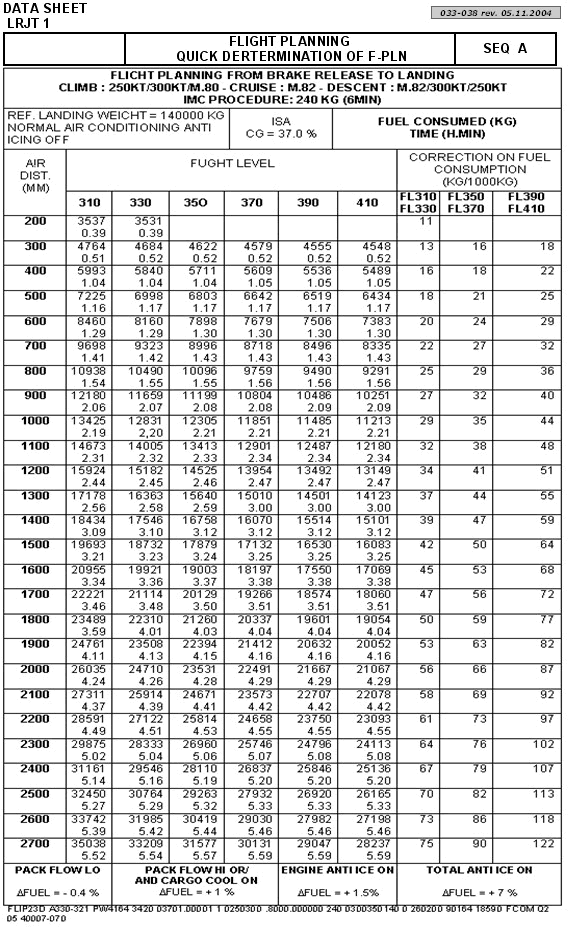 DATA SHEET
LRJT 1
033-038 rev. 05.11.2004
FLIGHT PLANNING
QUICK DERTERMINATION OF F-PLN
SEQ A
FLICHT PLANNING FROM BRAKE RELEASE TO LANDING
CLIMB : 250KT/300KT/M.80 - CRUISE : M.82 - DESCENT : M.82/300KT/250KT
IMC PROCEDURE: 240 KG (6MIN)
REF. LANDING WEICHT = 140000 KG
NORMAL AIR CONDITIONING ANTI
ICING OFF
ISA
CG = 37.0 %
FUEL CONSUMED (KG)
TIME (H.MIN)
AIR
DIST.
(MM)
FUGHT LEVEL
CORRECTION ON FUEL
CONSUMPTION
(KG/1000KG)
310 330 35O 370 390 410 FL310 FL350 FL390
FL330 FL370 FL410
200 3537 3531 11
0.39 0.39
300 4764 4684 4622 4579 4555 4548 13 16 18
0.51 0.52 0.52 0.52 0.52 0.52
400 5993 5840 5711 5609 5536 5489 16 18 22
1.04 1.04 1.04 1.05 1.05 1.05
500 7225 6998 6803 6642 6519 6434 18 21 25
1.16 1.17 1.17 1.17 1.17 1.17
600 8460 8160 7898 7679 7506 7383 20 24 29
1.29 1.29 1.30 1.30 1.30 1.30
700 9698 9323 8996 8718 8496 8335 22 27 32
1.41 1.42 1.43 1.43 1.43 1.43
800 10938 10490 10096 9759 9490 9291 25 29 36
1.54 1.55 1.55 1.56 1.56 1.56
900 12180 11659 11199 10804 10486 10251 27 32 40
2.06 2.07 2.08 2.08 2.09 2.09
1000 13425 12831 12305 11851 11485 11213 29 35 44
2.19 2,20 2.21 2.21 2.21 2.21
1100 14673 14005 13413 12901 12487 12180 32 38 48
2.31 2.32 2.33 2.34 2.34 2.34
1200 15924 15182 14525 13954 13492 13149 34 41 51
2.44 2.45 2.46 2.47 2.47 2.47
1300 17178 16363 15640 15010 14501 14123 37 44 55
2.56 2.58 2.59 3.00 3.00 3.00
1400 18434 17546 16758 16070 15514 15101 39 47 59
3.09 3.10 3.12 3.12 3.12 3.12
1500 19693 18732 17879 17132 16530 16083 42 50 64
3.21 3.23 3.24 3.25 3.25 3.25
1600 20955 19921 19003 18197 17550 17069 45 53 68
3.34 3.36 3.37 3.38 3.38 3.38
1700 22221 21114 20129 19266 18574 18060 47 56 72
3.46 3.48 3.50 3.51 3.51 3.51
1800 23489 22310 21260 20337 19601 19054 50 59 77
3.59 4.01 4.03 4.04 4.04 4.04
1900 24761 23508 22394 21412 20632 20052 53 63 82
4.11 4.13 4.15 4.16 4.16 4.16
2000 26035 24710 23531 22491 21667 21067 56 66 87
4.24 4.26 4.28 4.29 4.29 4.29
2100 27311 25914 24671 23573 22707 22078 58 69 92
4.37 4.39 4.41 4.42 4.42 4.42
2200 28591 27122 25814 24658 23750 23093 61 73 97
4.49 4.51 4.53 4.55 4.55 4.55
2300 29875 28333 26960 25746 24796 24113 64 76 102
5.02 5.04 5.06 5.07 5.08 5.08
2400 31161 29546 28110 26837 25846 25136 67 79 107
5.14 5.16 5.19 5.20 5.20 5.20
2500 32450 30764 29263 27932 26920 26165 70 82 113
5.27 5.29 5.32 5.33 5.33 5.33
2600 33742 31985 30419 29030 27982 27198 73 86 118
5.39 5.42 5.44 5.46 5.46 5.46
2700 35038 33209 31577 30131 29047 28237 75 90 122
5.52 5.54 5.57 5.59 5.59 5.59
PACK FLOW LO PACK FLOW HI OR/ ENGINE ANTI ICE ON TOTAL ANTI ICE ON
AND CARGO COOL ON
ΔFUEL = - 0.4 % ΔFUEL = + 1 % ΔFUEL = + 1.5% ΔFUEL = + 7 %
FLIP23D A330-321 PW4164 3420 03701.00001 1 0250300 .8000000 240 0300350140 0 260200 90164 18590 FCOM Q2
05 40007-070